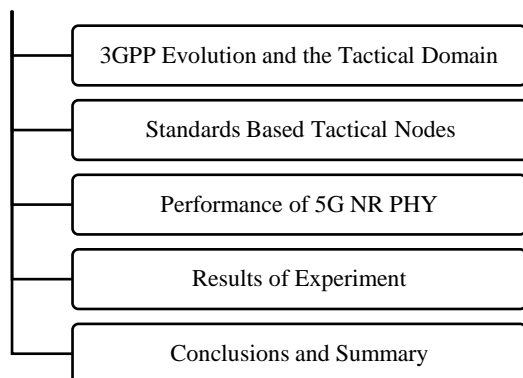 3GPP Evolution and the Tactical Domain
Standards Based Tactical Nodes
Performance of 5G NR PHY
Results of Experiment
Conclusions and Summary